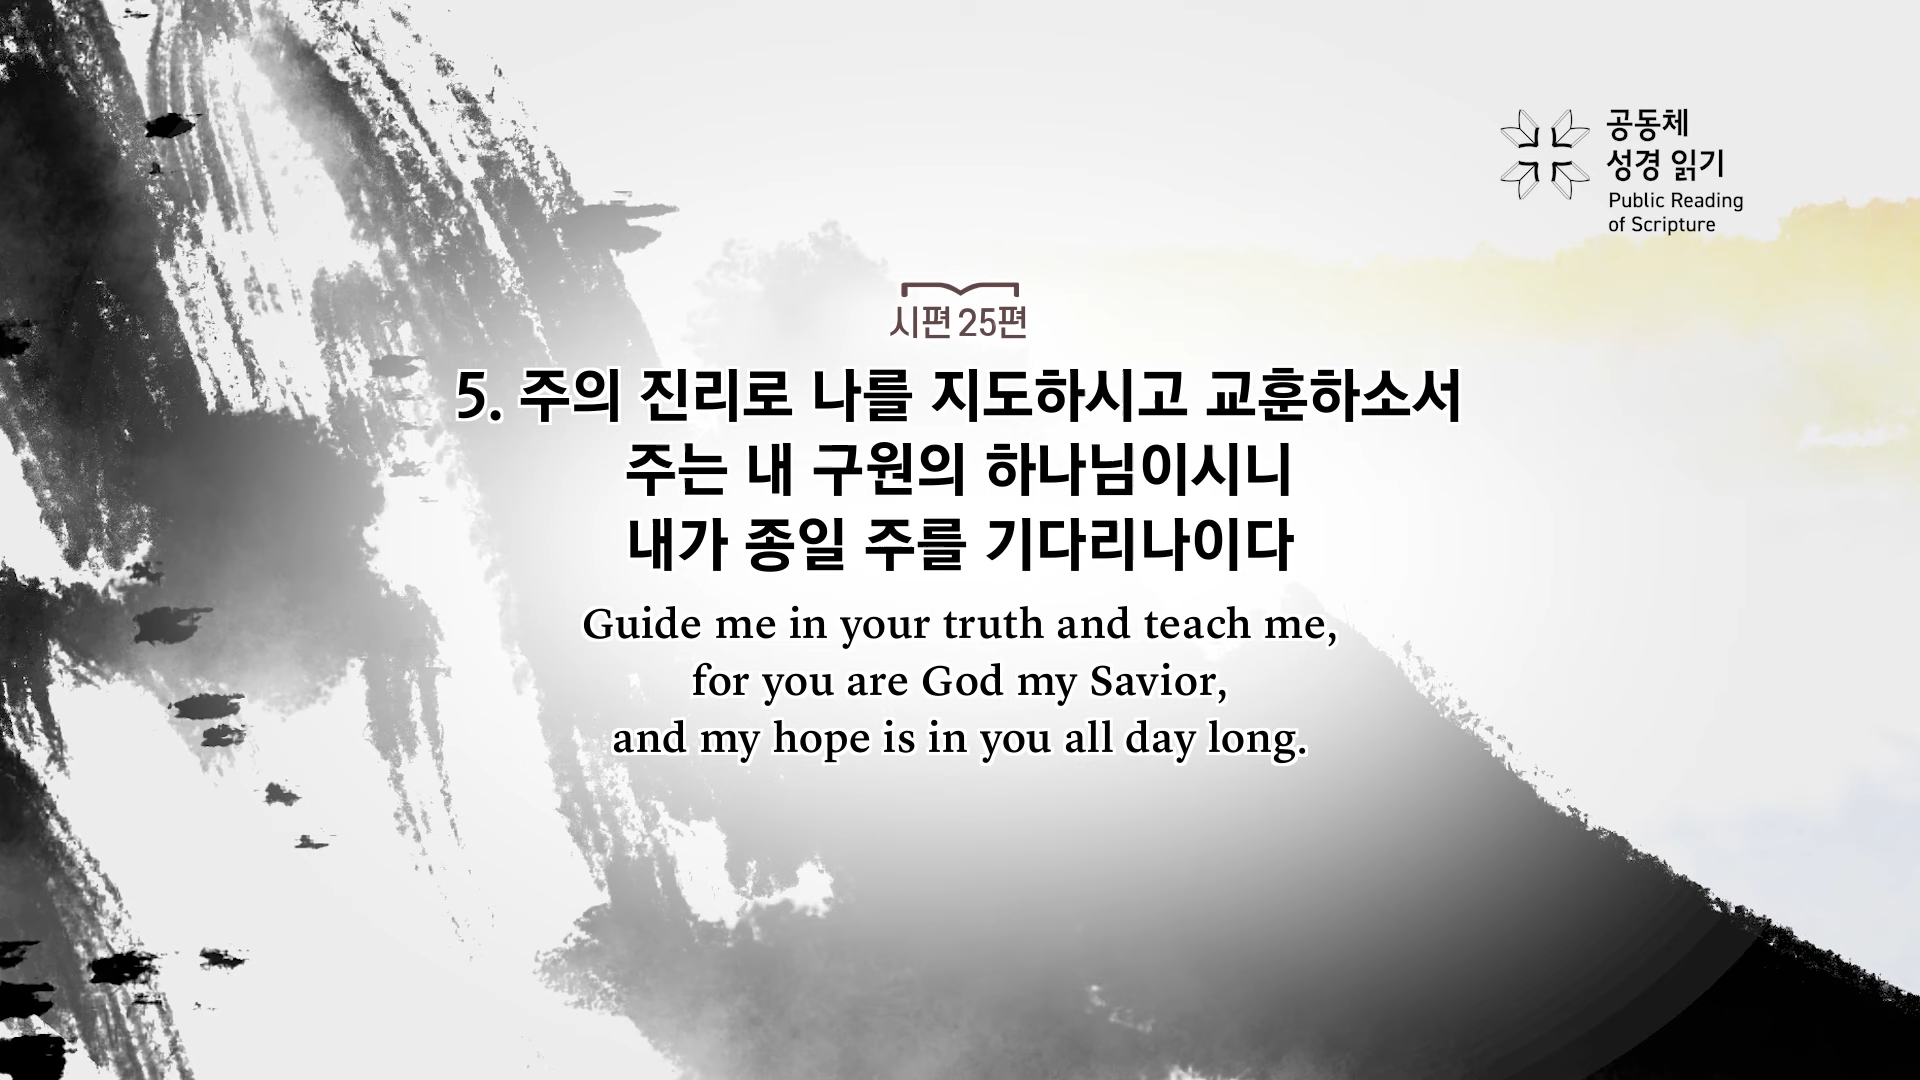 공동체
성경 읽기
Public Reading
of Scripture
시편 25편
5. 주의 진리로 나를 지도하시고 교훈하소서
주는 내 구원의 하나님이시니
내가 종일 주를 기다리나이다
Guide me in your truth and teach me,
for you are God my Savior,
and my hope is in you all day long.